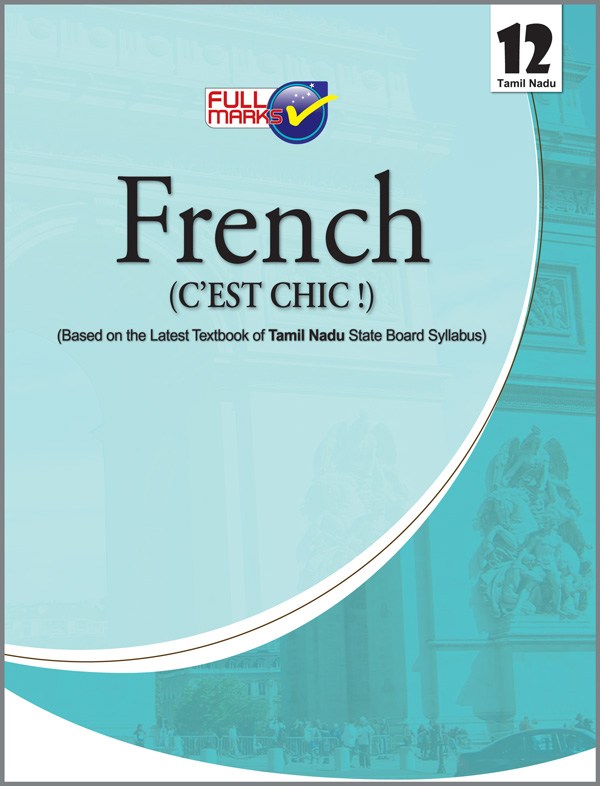 12
Tamil Nadu
FULL
MARKS
French
(C'EST CHIC !)
(Based on the Latest Textbook of Tamil Nadu State Board Syllabus)